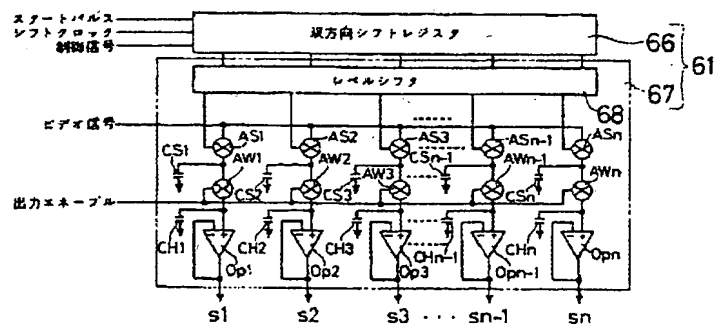 スタートパルス
シフトクロック
制御信号
双方向シフトレジスタ
66
61
67
レベルシフタ
68
ビデオ信号
AS1 AS2 AS3 ASn-1 ASn
CS1 AW1 AW2 CSn-1 AWn-1 AWn
CS2 CS3 AW3 CSn
出力イネーブル
CH1 CH2 CH3 CHn-1 CHn
Op1 Op2 Op3 Opn-1 Opn
s1 s2 s3 ··· sn-1 sn